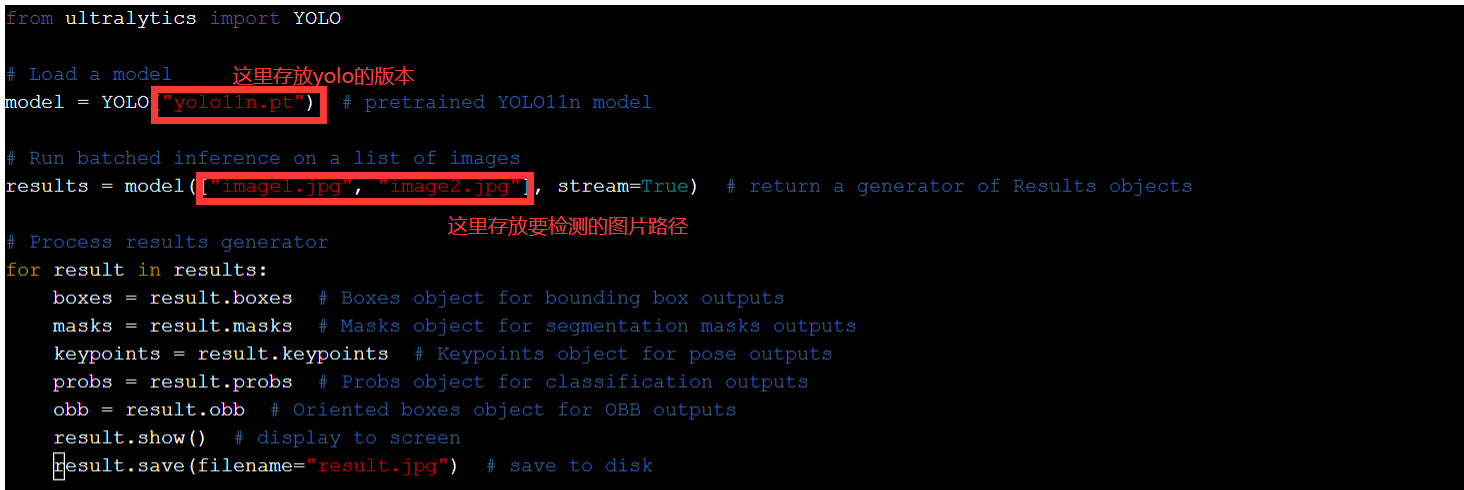 from ultralytics import YOLO
# Load a model
这里存放yolo的版本
model = YOLO("yolo11n.pt")  # pretrained YOLO11n model
# Run batched inference on a list of images
results = model(["image1.jpg", "image2.jpg"], stream=True)  # return a generator of Results objects
这里存放要检测的图片路径
# Process results generator
for result in results:
    boxes = result.boxes  # Boxes object for bounding box outputs
    masks = result.masks  # Masks object for segmentation masks outputs
    keypoints = result.keypoints  # Keypoints object for pose outputs
    probs = result.probs  # Probs object for classification outputs
    obb = result.obb  # Oriented boxes object for OBB outputs
    result.show()  # display to screen
    result.save(filename="result.jpg")  # save to disk